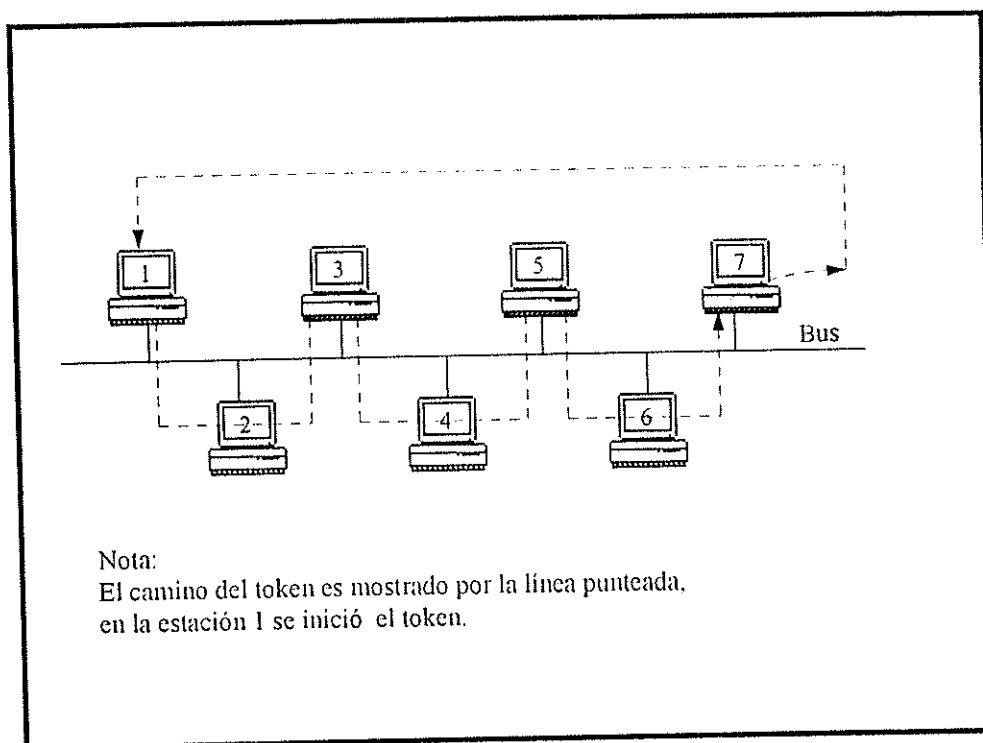 1
3
5
7
Bus
2
4
6
Nota:
El camino del token es mostrado por la línea punteada,
en la estación 1 se inició el token.